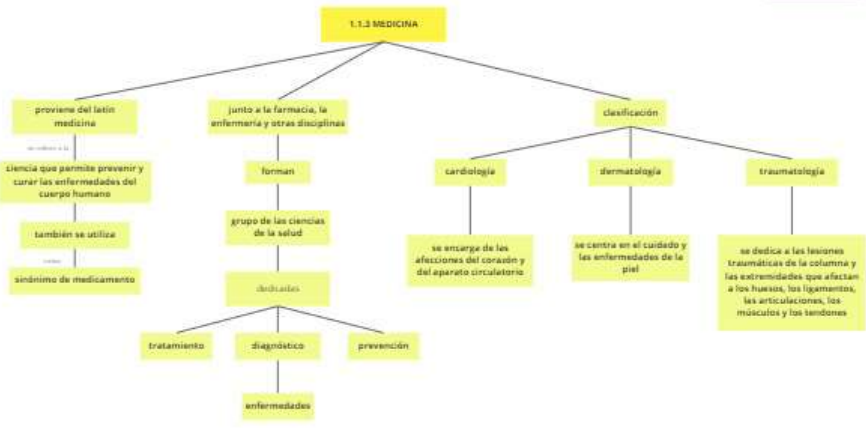 1.1.3 MEDICINA
proviene del latín
medicina
se refiere a la
ciencia que permite prevenir y
curar las enfermedades del
cuerpo humano
también se utiliza
como
sinónimo de medicamento
junto a la farmacia, la
enfermería y otras disciplinas
forman
grupo de las ciencias
de la salud
dedicadas
tratamiento
diagnóstico
prevención
enfermedades
clasificación
cardiología
se encarga de las
afecciones del corazón y
del aparato circulatorio
dermatología
se centra en el cuidado y
las enfermedades de la
piel
traumatología
se dedica a las lesiones
traumáticas de la columna y
las extremidades que afectan
a los huesos, los ligamentos,
las articulaciones, los
músculos y los tendones